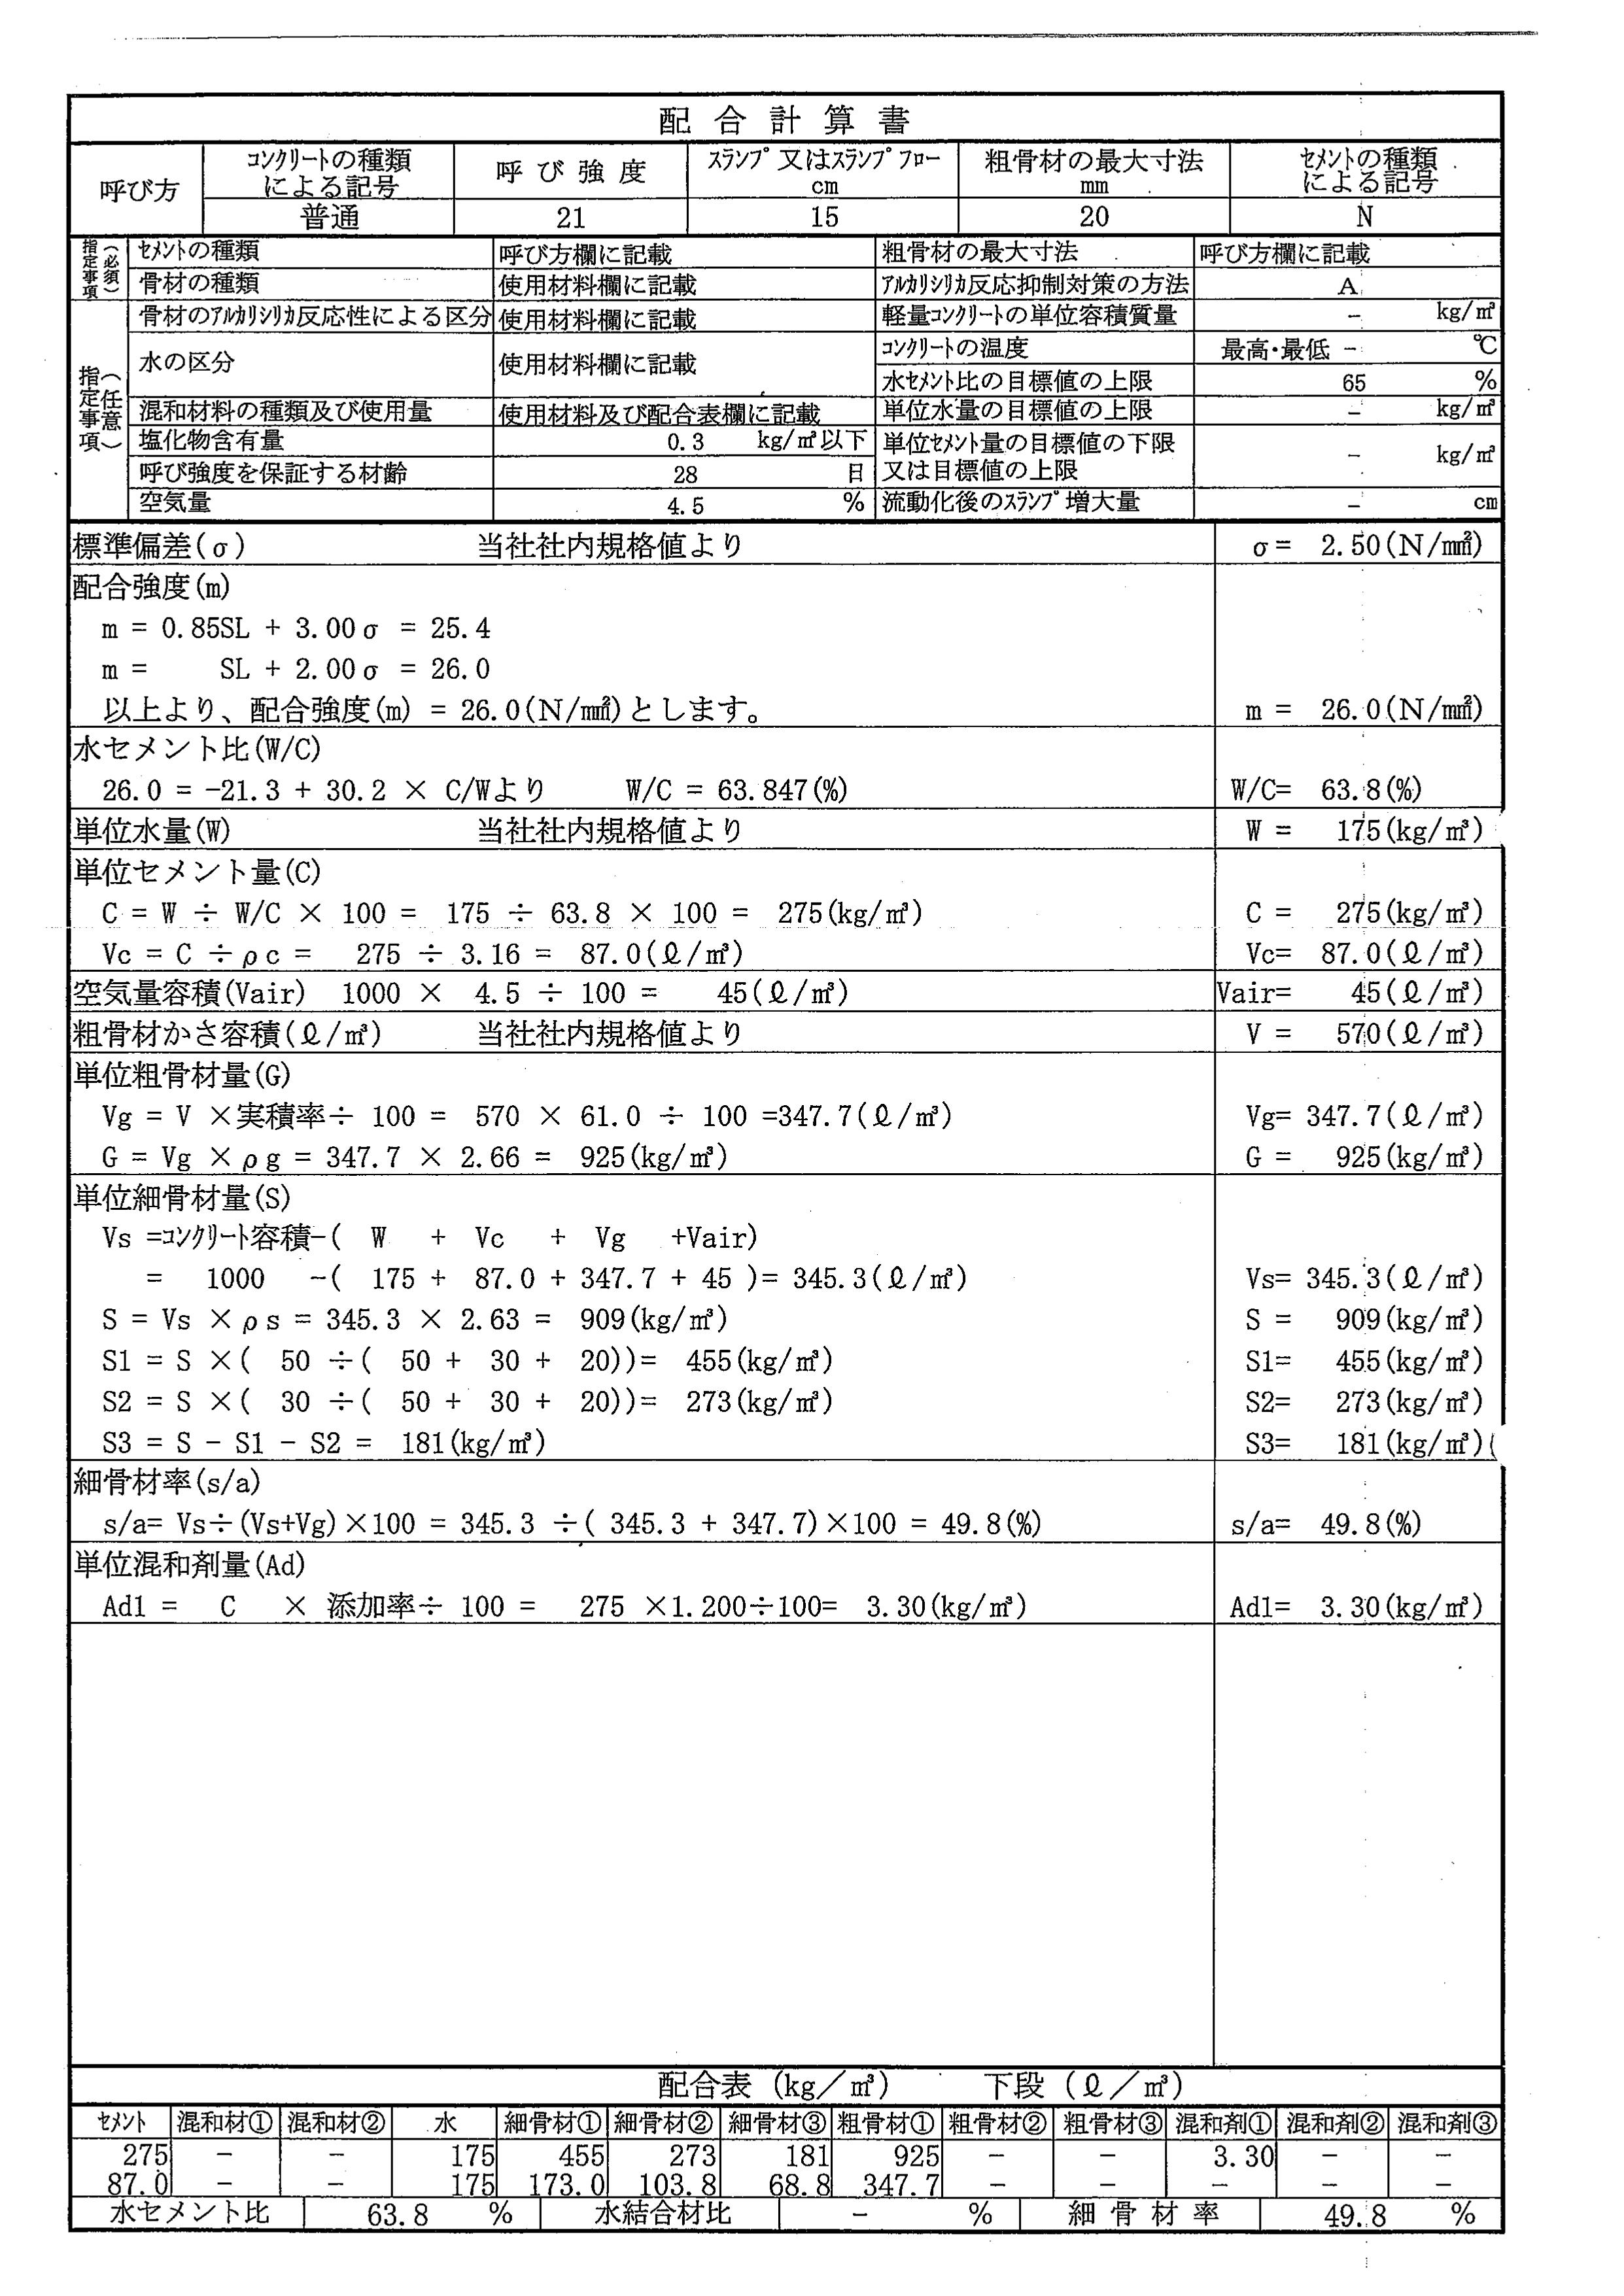 配合計算書
呼び方 コンクリートの種類による記号 呼び強度 スランプ又はスランプフロー cm 粗骨材の最大寸法 mm セメントの種類による記号
普通 21 15 20 N
指定事項(必須) セメントの種類 呼び方欄に記載 粗骨材の最大寸法 呼び方欄に記載
骨材の種類 使用材料欄に記載 アルカリシリカ反応抑制対策の方法 A
指定事項(任意) 骨材のアルカリシリカ反応性による区分 使用材料欄に記載 軽量コンクリートの単位容積質量 - kg/㎥
水の区分 使用材料欄に記載 コンクリートの温度 最高・最低 - ℃
水セメント比の目標値の上限 65 %
混和材料の種類及び使用量 使用材料及び配合表欄に記載 単位水量の目標値の上限 - kg/㎥
塩化物含有量 0.3 kg/㎥以下 単位セメント量の目標値の下限又は目標値の上限 - kg/㎥
呼び強度を保証する材齢 28 日
空気量 4.5 % 流動化後のスランプ増大量 - cm
標準偏差(σ) 当社社内規格値より σ= 2.50(N/m㎡)
配合強度(m)
m = 0.85SL + 3.00σ = 25.4
m = SL + 2.00σ = 26.0
以上より、配合強度(m) = 26.0(N/m㎡)とします。 m = 26.0(N/m㎡)
水セメント比(W/C)
26.0 = -21.3 + 30.2 × C/Wより W/C = 63.847(%) W/C= 63.8(%)
単位水量(W) 当社社内規格値より W = 175(kg/㎥)
単位セメント量(C)
C = W ÷ W/C × 100 = 175 ÷ 63.8 × 100 = 275(kg/㎥) C = 275(kg/㎥)
Vc = C ÷ρc = 275 ÷ 3.16 = 87.0(ℓ/㎥) Vc= 87.0(ℓ/㎥)
空気量容積(Vair) 1000 × 4.5 ÷ 100 = 45(ℓ/㎥) Vair= 45(ℓ/㎥)
粗骨材かさ容積(ℓ/㎥) 当社社内規格値より V = 570(ℓ/㎥)
単位粗骨材量(G)
Vg = V ×実積率÷ 100 = 570 × 61.0 ÷ 100 =347.7(ℓ/㎥) Vg= 347.7(ℓ/㎥)
G = Vg ×ρg = 347.7 × 2.66 = 925(kg/㎥) G = 925(kg/㎥)
単位細骨材量(S)
Vs =コンクリート容積-( W + Vc + Vg +Vair)
= 1000 -( 175 + 87.0 + 347.7 + 45 )= 345.3(ℓ/㎥) Vs= 345.3(ℓ/㎥)
S = Vs ×ρs = 345.3 × 2.63 = 909(kg/㎥) S = 909(kg/㎥)
S1 = S ×( 50 ÷( 50 + 30 + 20))= 455(kg/㎥) S1= 455(kg/㎥)
S2 = S ×( 30 ÷( 50 + 30 + 20))= 273(kg/㎥) S2= 273(kg/㎥)
S3 = S - S1 - S2 = 181(kg/㎥) S3= 181(kg/㎥)
細骨材率(s/a)
s/a= Vs÷(Vs+Vg)×100 = 345.3 ÷( 345.3 + 347.7)×100 = 49.8(%) s/a= 49.8(%)
単位混和剤量(Ad)
Ad1 = C × 添加率÷ 100 = 275 ×1.200÷100= 3.30(kg/㎥) Ad1= 3.30(kg/㎥)
配合表 (kg/㎥) 下段 (ℓ/㎥)
セメント 混和材① 混和材② 水 細骨材① 細骨材② 細骨材③ 粗骨材① 粗骨材② 粗骨材③ 混和剤① 混和剤② 混和剤③
275 - - 175 455 273 181 925 - - 3.30 - -
87.0 - - 175 173.0 103.8 68.8 347.7 - - - - -
水セメント比 63.8 % 水結合材比 - % 細骨材率 49.8 %